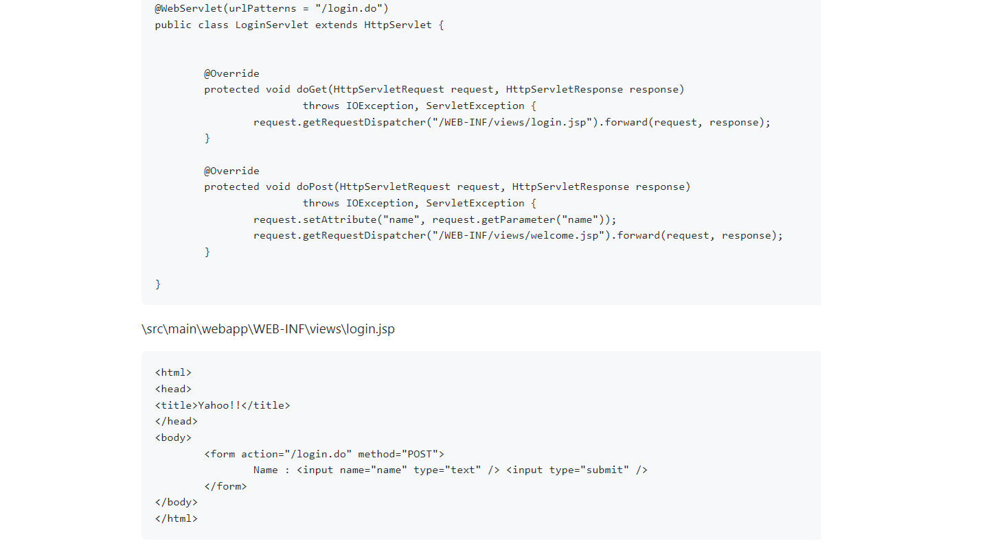 @WebServlet(urlPatterns = "/login.do")
public class LoginServlet extends HttpServlet {
@Override
protected void doGet(HttpServletRequest request, HttpServletResponse response)
throws IOException, ServletException {
request.getRequestDispatcher("/WEB-INF/views/login.jsp").forward(request, response);
}
@Override
protected void doPost(HttpServletRequest request, HttpServletResponse response)
throws IOException, ServletException {
request.setAttribute("name", request.getParameter("name"));
request.getRequestDispatcher("/WEB-INF/views/welcome.jsp").forward(request, response);
}
}
\src\main\webapp\WEB-INF\views\login.jsp
<html>
<head>
<title>Yahoo!!</title>
</head>
<body>
<form action="/login.do" method="POST">
Name : <input name="name" type="text" /> <input type="submit" />
</form>
</body>
</html>